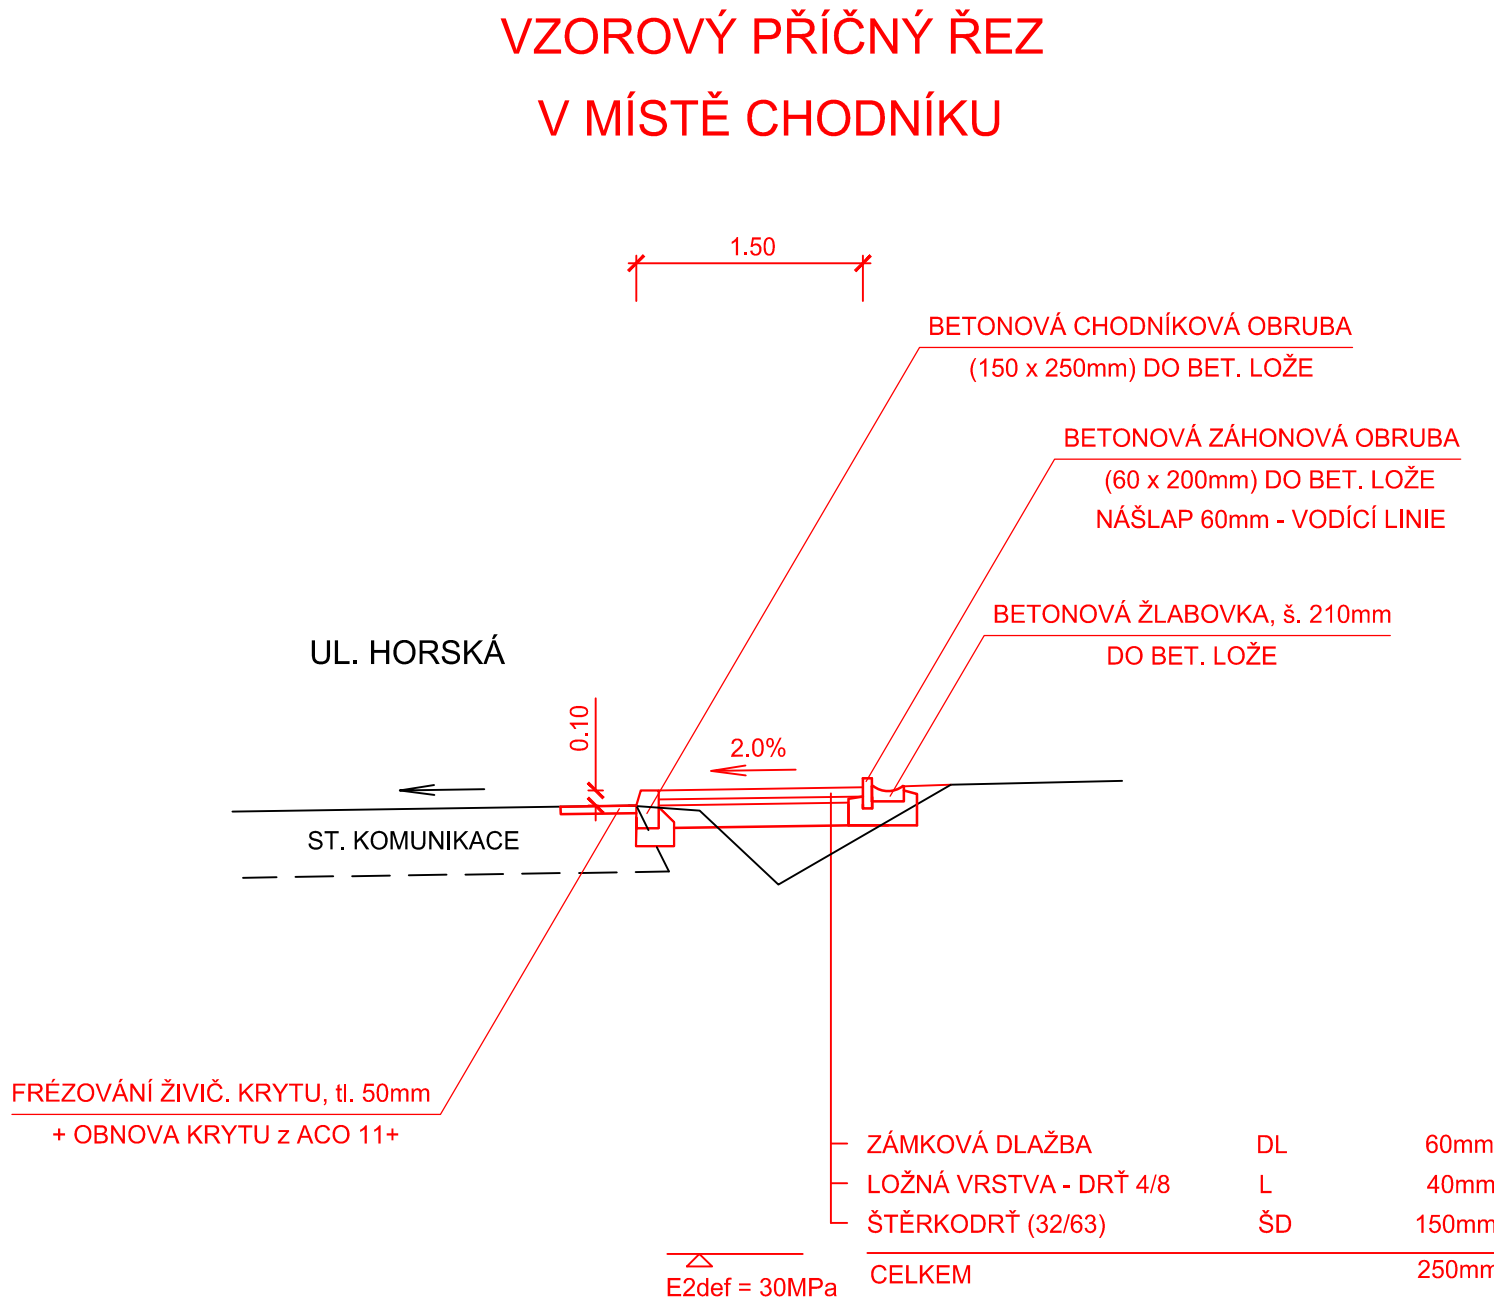 VZOROVÝ PŘÍČNÝ ŘEZ
V MÍSTĚ CHODNÍKU
1.50
BETONOVÁ CHODNÍKOVÁ OBRUBA
(150 x 250mm) DO BET. LOŽE
BETONOVÁ ZÁHONOVÁ OBRUBA
(60 x 200mm) DO BET. LOŽE
NÁŠLAP 60mm - VODÍCÍ LINIE
BETONOVÁ ŽLABOVKA, š. 210mm
DO BET. LOŽE
UL. HORSKÁ
0.10
2.0%
ST. KOMUNIKACE
FRÉZOVÁNÍ ŽIVIČ. KRYTU, tl. 50mm
+ OBNOVA KRYTU z ACO 11+
ZÁMKOVÁ DLAŽBA DL 60mm
LOŽNÁ VRSTVA - DRŤ 4/8 L 40mm
ŠTĚRKODRŤ (32/63) ŠD 150mm
CELKEM 250mm
E2def = 30MPa